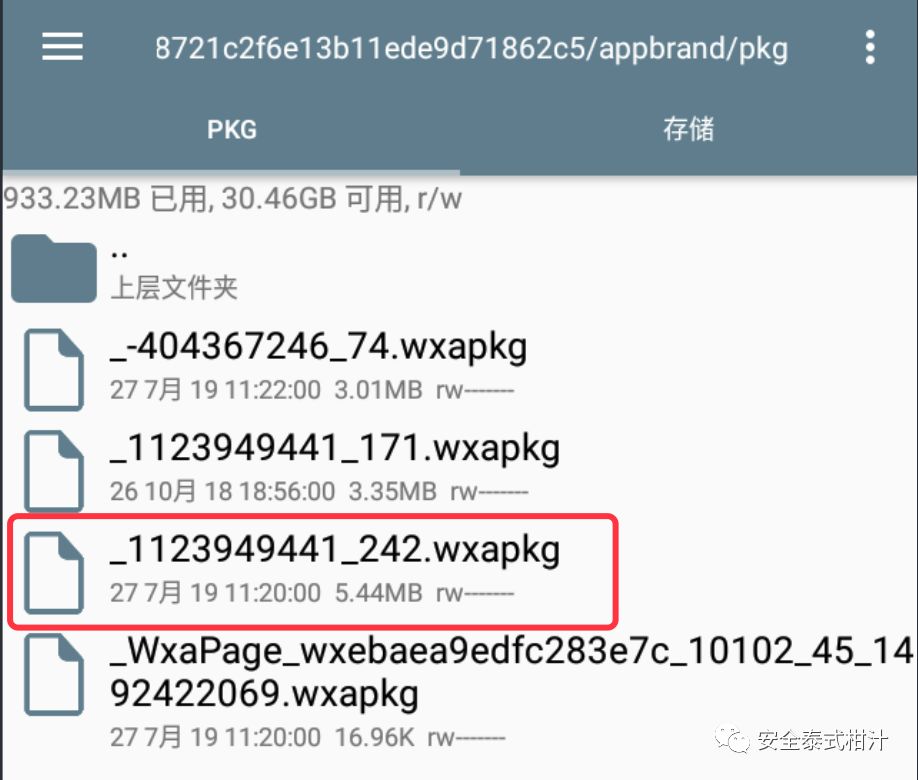 8721c2f6e13b11ede9d71862c5/appbrand/pkg
PKG
存储
933.23MB 已用, 30.46GB 可用, r/w
..
上层文件夹
_-404367246_74.wxapkg
27 7月 19 11:22:00 3.01MB rw-------
_1123949441_171.wxapkg
26 10月 18 18:56:00 3.35MB rw-------
_1123949441_242.wxapkg
27 7月 19 11:20:00 5.44MB rw-------
_WxaPage_wxebaea9edfc283e7c_10102_45_14
92422069.wxapkg
27 7月 19 11:20:00 16.96K rw-------
安全泰式柑汁